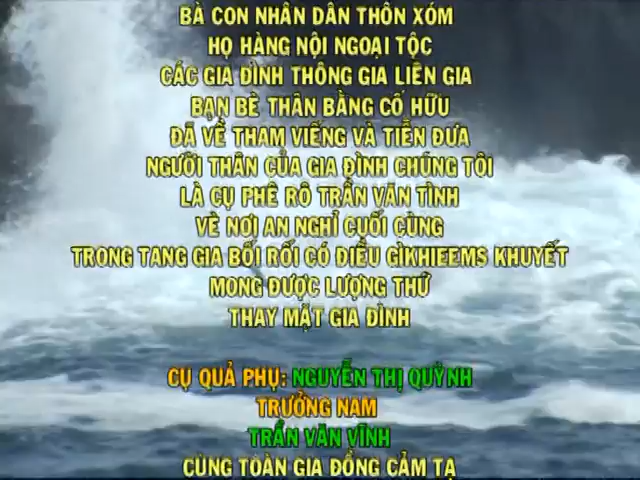 BÀ CON NHÂN DÂN THÔN XÓM
HỌ HÀNG NỘI NGOẠI TỘC
CÁC GIA ĐÌNH THÔNG GIA LIÊN GIA
BẠN BÈ THÂN BẰNG CỐ HỮU
ĐÃ VỀ THAM VIẾNG VÀ TIỄN ĐƯA
NGƯỜI THÂN CỦA GIA ĐÌNH CHÚNG TÔI
LÀ CỤ PHÊ RÔ TRẦN VĂN TÌNH
VỀ NƠI AN NGHỈ CUỐI CÙNG
TRONG TANG GIA BỐI RỐI CÓ ĐIỀU GÌKHIEEMS KHUYẾT
MONG ĐƯỢC LƯỢNG THỨ
THAY MẶT GIA ĐÌNH
CỤ QUẢ PHỤ: NGUYỄN THỊ QUỲNH
TRƯỞNG NAM
TRẦN VĂN VĨNH
CÙNG TOÀN GIA ĐỒNG CẢM TẠ